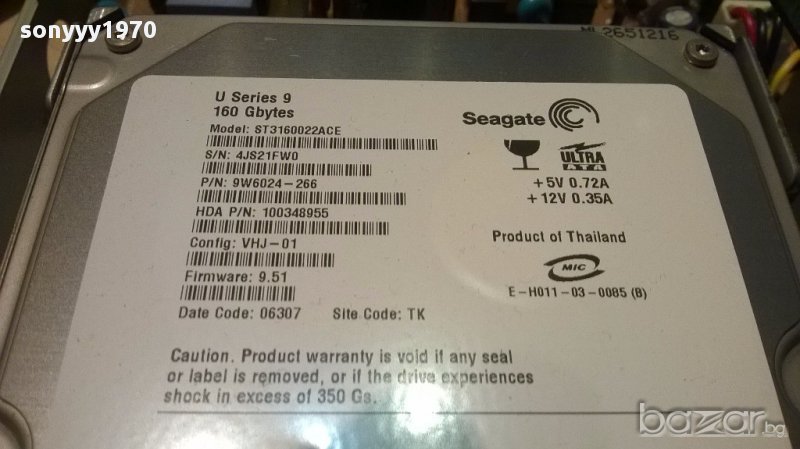 sonyyy1970
ML2651216
U Series 9
160 Gbytes
Model: ST3160022ACE
S/N: 4JS21FW0
P/N: 9W6024-266
HDA P/N: 100348955
Config: VHJ-01
Firmware: 9.51
Date Code: 06307 Site Code: TK
Seagate
ULTRA
ATA
+5V 0.72A
+12V 0.35A
Product of Thailand
MIC
E-H011-03-0085 (B)
Caution. Product warranty is void if any seal
or label is removed, or if the drive experiences
shock in excess of 350 Gs.
bazar.bg